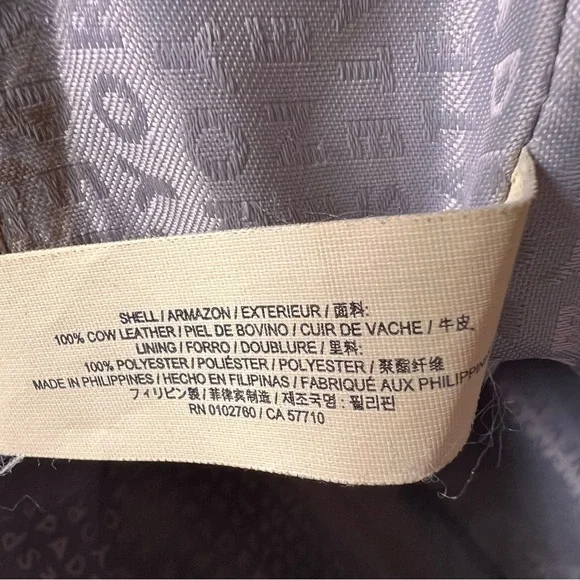 SHELL / ARMAZON / EXTERIEUR / 面料:
100% COW LEATHER / PIEL DE BOVINO / CUIR DE VACHE / 牛皮
LINING / FORRO / DOUBLURE / 里料:
100% POLYESTER / POLIÉSTER / POLYESTER / 聚酯纤维
MADE IN PHILIPPINES / HECHO EN FILIPINAS / FABRIQUÉ AUX PHILIPPIN
フィリピン製 / 菲律宾制造 / 제조국명 : 필리핀
RN 0102760 / CA 57710